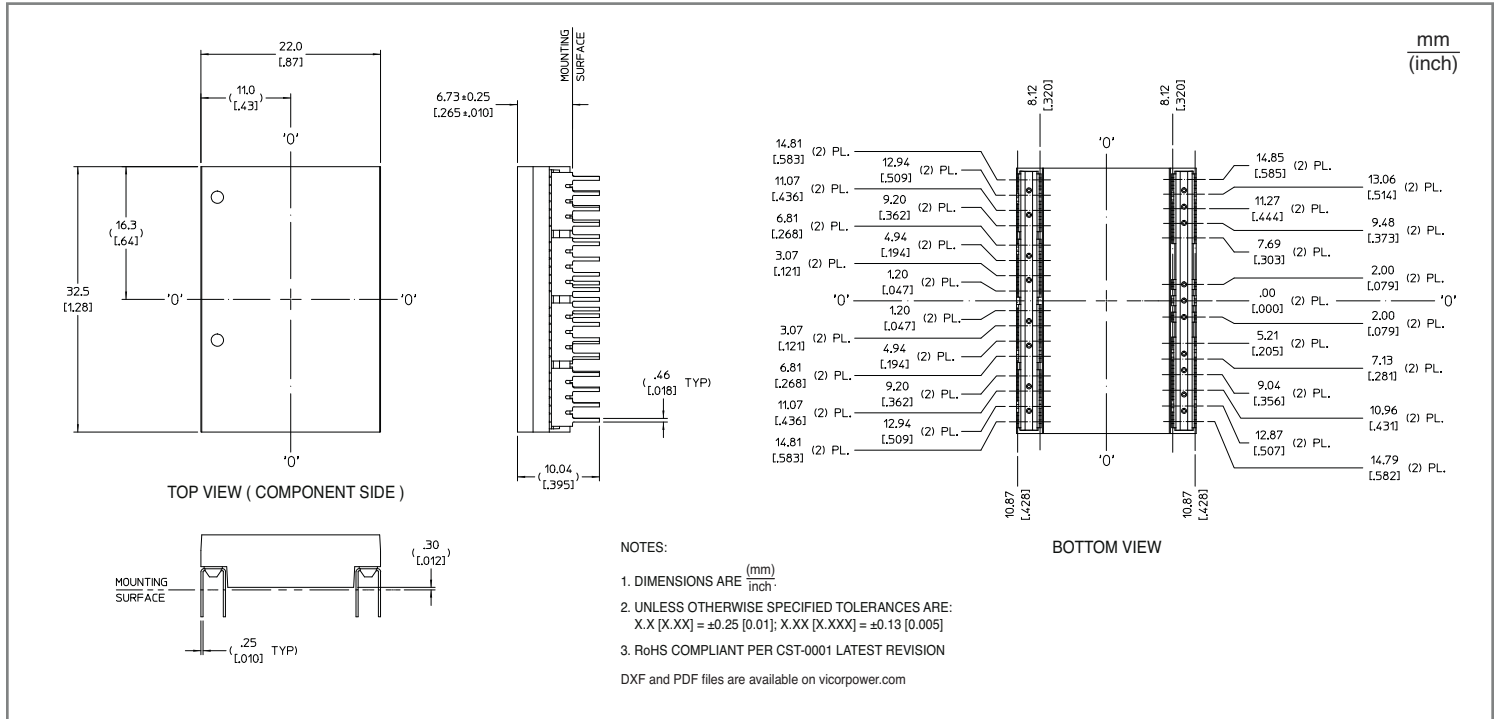 mm
(inch)
22.0
[.87]
( 11.0 )
[.43]
'0'
( 16.3 )
[.64]
32.5
[1.28]
'0'
'0'
'0'
TOP VIEW ( COMPONENT SIDE )
MOUNTING
SURFACE
6.73±0.25
[.265±.010]
( .46 TYP)
[.018]
( 10.04 )
[.395]
MOUNTING
SURFACE
( .30 )
[.012]
( .25 TYP)
[.010]
8.12
[.320]
8.12
[.320]
'0'
14.81 (2) PL.
[.583]
12.94 (2) PL.
[.509]
11.07 (2) PL.
[.436]
9.20 (2) PL.
[.362]
6.81 (2) PL.
[.268]
4.94 (2) PL.
[.194]
3.07 (2) PL.
[.121]
1.20 (2) PL.
[.047]
'0'
1.20 (2) PL.
[.047]
3.07 (2) PL.
[.121]
4.94 (2) PL.
[.194]
6.81 (2) PL.
[.268]
9.20 (2) PL.
[.362]
11.07 (2) PL.
[.436]
12.94 (2) PL.
[.509]
14.81 (2) PL.
[.583]
14.85 (2) PL.
[.585]
13.06 (2) PL.
[.514]
11.27 (2) PL.
[.444]
9.48 (2) PL.
[.373]
7.69 (2) PL.
[.303]
2.00 (2) PL.
[.079]
.00 (2) PL.
[.000]
'0'
2.00 (2) PL.
[.079]
5.21 (2) PL.
[.205]
7.13 (2) PL.
[.281]
9.04 (2) PL.
[.356]
10.96 (2) PL.
[.431]
12.87 (2) PL.
[.507]
14.79 (2) PL.
[.582]
'0'
10.87
[.428]
10.87
[.428]
BOTTOM VIEW
NOTES:
1. DIMENSIONS ARE (mm)
inch.
2. UNLESS OTHERWISE SPECIFIED TOLERANCES ARE:
X.X [X.XX] = ±0.25 [0.01]; X.XX [X.XXX] = ±0.13 [0.005]
3. RoHS COMPLIANT PER CST-0001 LATEST REVISION
DXF and PDF files are available on vicorpower.com